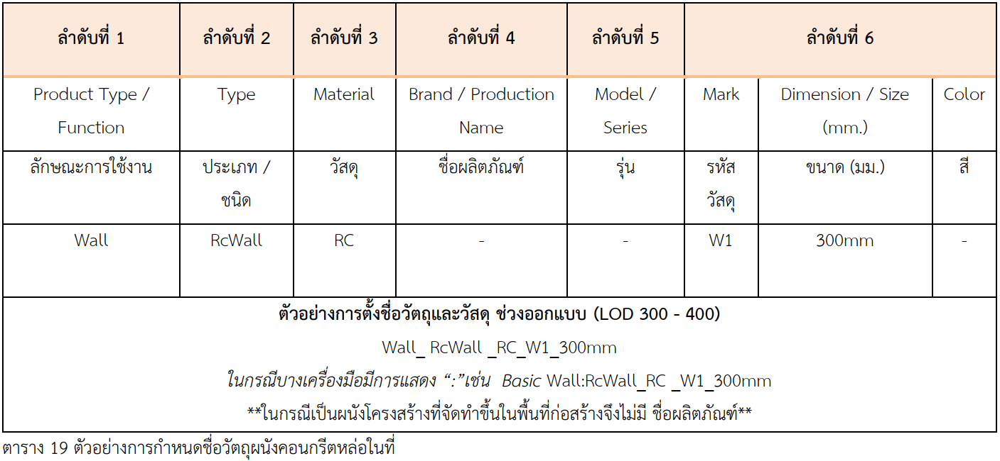 ลำดับที่ 1 ลำดับที่ 2 ลำดับที่ 3 ลำดับที่ 4 ลำดับที่ 5 ลำดับที่ 6
Product Type / Type Material Brand / Production Model / Mark Dimension / Size Color
Function Name Series (mm.)
ลักษณะการใช้งาน ประเภท / วัสดุ ชื่อผลิตภัณฑ์ รุ่น รหัส ขนาด (มม.) สี
ชนิด วัสดุ
Wall RcWall RC - - W1 300mm -
ตัวอย่างการตั้งชื่อวัตถุและวัสดุ ช่วงออกแบบ (LOD 300 - 400)
Wall_ RcWall _RC_W1_300mm
ในกรณีบางเครื่องมือมีการแสดง “:”เช่น Basic Wall:RcWall_RC _W1_300mm
**ในกรณีเป็นผนังโครงสร้างที่จัดทำขึ้นในพื้นที่ก่อสร้างจึงไม่มี ชื่อผลิตภัณฑ์**
ตาราง 19 ตัวอย่างการกำหนดชื่อวัตถุผนังคอนกรีตหล่อในที่